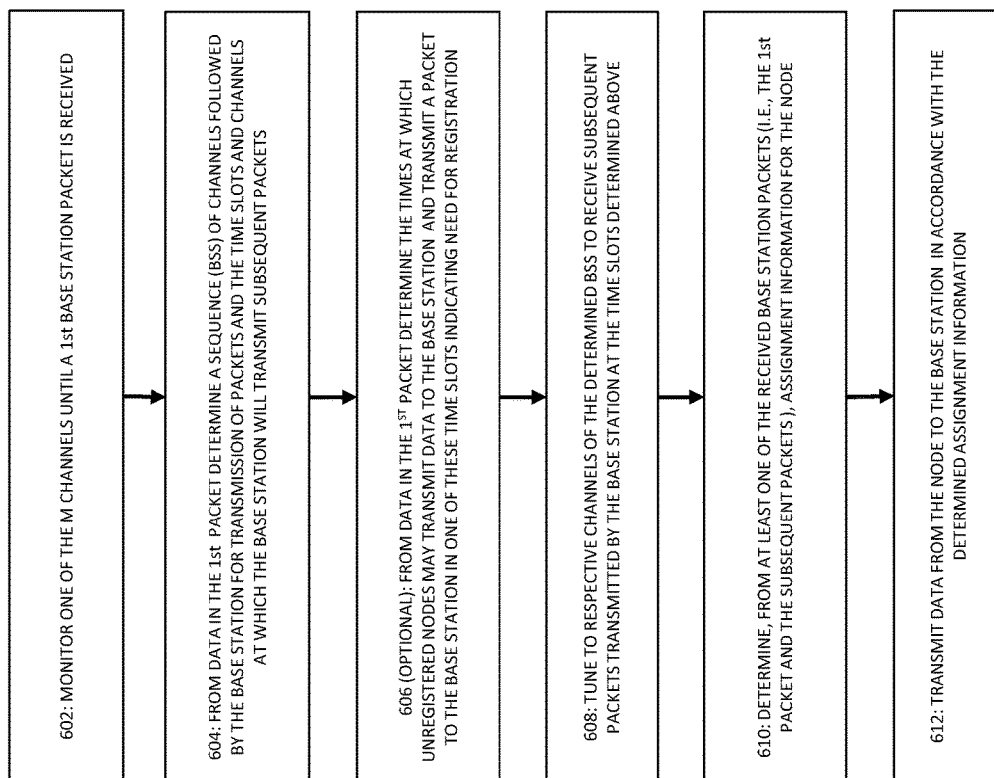 602: MONITOR ONE OF THE M CHANNELS UNTIL A 1st BASE STATION PACKET IS RECEIVED
604: FROM DATA IN THE 1st PACKET DETERMINE A SEQUENCE (BSS) OF CHANNELS FOLLOWED
BY THE BASE STATION FOR TRANSMISSION OF PACKETS AND THE TIME SLOTS AND CHANNELS
AT WHICH THE BASE STATION WILL TRANSMIT SUBSEQUENT PACKETS
606 (OPTIONAL): FROM DATA IN THE 1ST PACKET DETERMINE THE TIMES AT WHICH
UNREGISTERED NODES MAY TRANSMIT DATA TO THE BASE STATION AND TRANSMIT A PACKET
TO THE BASE STATION IN ONE OF THESE TIME SLOTS INDICATING NEED FOR REGISTRATION
608: TUNE TO RESPECTIVE CHANNELS OF THE DETERMINED BSS TO RECEIVE SUBSEQUENT
PACKETS TRANSMITTED BY THE BASE STATION AT THE TIME SLOTS DETERMINED ABOVE
610: DETERMINE, FROM AT LEAST ONE OF THE RECEIVED BASE STATION PACKETS (I.E., THE 1st
PACKET AND THE SUBSEQUENT PACKETS ), ASSIGNMENT INFORMATION FOR THE NODE
612: TRANSMIT DATA FROM THE NODE TO THE BASE STATION IN ACCORDANCE WITH THE
DETERMINED ASSIGNMENT INFORMATION